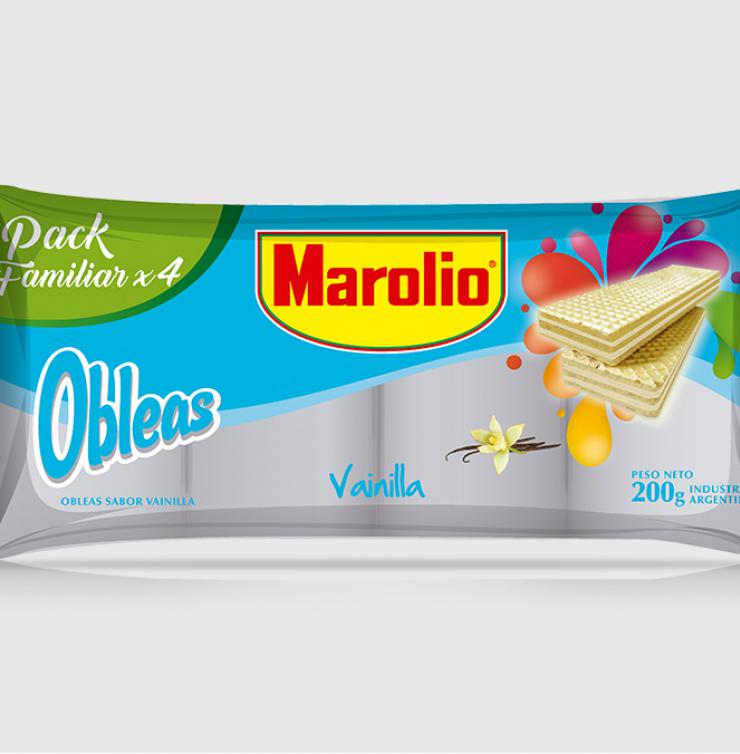 Pack
Familiar x 4
Marolio®
Obleas
OBLEAS SABOR VAINILLA
Vainilla
PESO NETO
200g